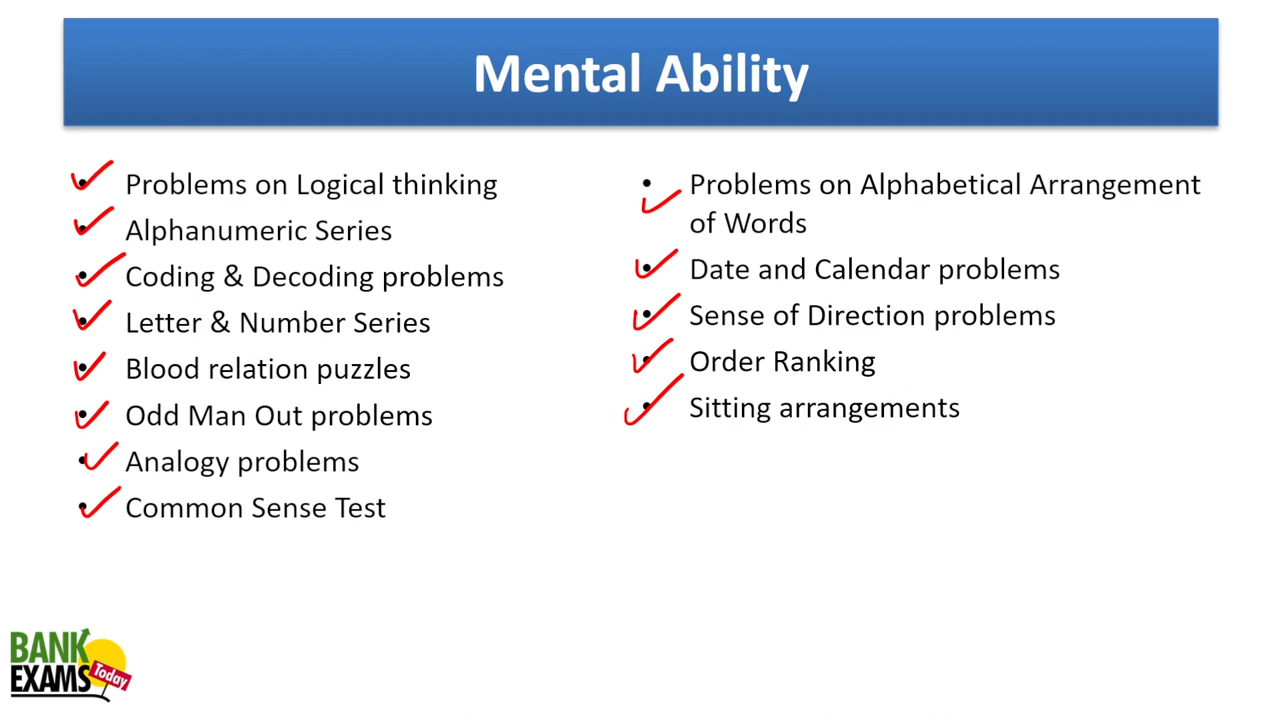 Mental Ability
• Problems on Logical thinking
• Alphanumeric Series
• Coding & Decoding problems
• Letter & Number Series
• Blood relation puzzles
• Odd Man Out problems
• Analogy problems
• Common Sense Test
• Problems on Alphabetical Arrangement
of Words
• Date and Calendar problems
• Sense of Direction problems
• Order Ranking
• Sitting arrangements
BANK
EXAMS
Today